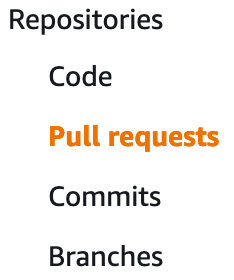 Repositories
Code
Pull requests
Commits
Branches